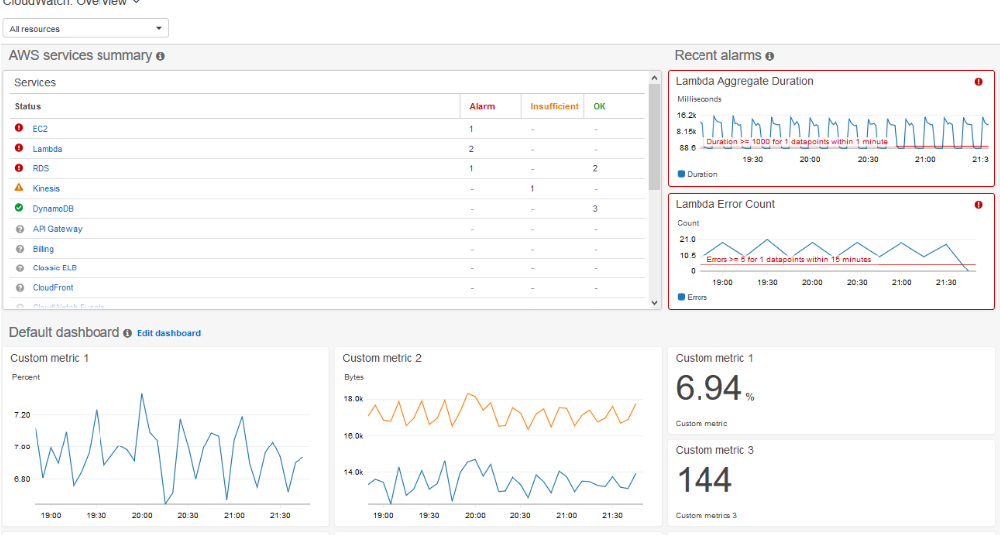 CloudWatch: Overview
All resources
AWS services summary
Services
Status Alarm Insufficient OK
EC2 1 - -
Lambda 2 - -
RDS 1 - 2
Kinesis - 1 -
DynamoDB - - 3
API Gateway - - -
Billing - - -
Classic ELB - - -
CloudFront - - -
CloudWatch Events
Recent alarms
Lambda Aggregate Duration
Milliseconds
16.2k
8.15k
88.6
Duration >= 1000 for 1 datapoints within 1 minute
19:30 20:00 20:30 21:00 21:3
Duration
Lambda Error Count
Count
21.0
10.5
0
Errors >= 5 for 1 datapoints within 15 minutes
19:00 19:30 20:00 20:30 21:00 21:30
Errors
Default dashboard Edit dashboard
Custom metric 1
Percent
7.20
7.00
6.80
19:00 19:30 20:00 20:30 21:00 21:30
Custom metric 2
Bytes
18.0k
16.0k
14.0k
19:00 19:30 20:00 20:30 21:00 21:30
Custom metric 1
6.94 %
Custom metric
Custom metric 3
144
Custom metrics 3